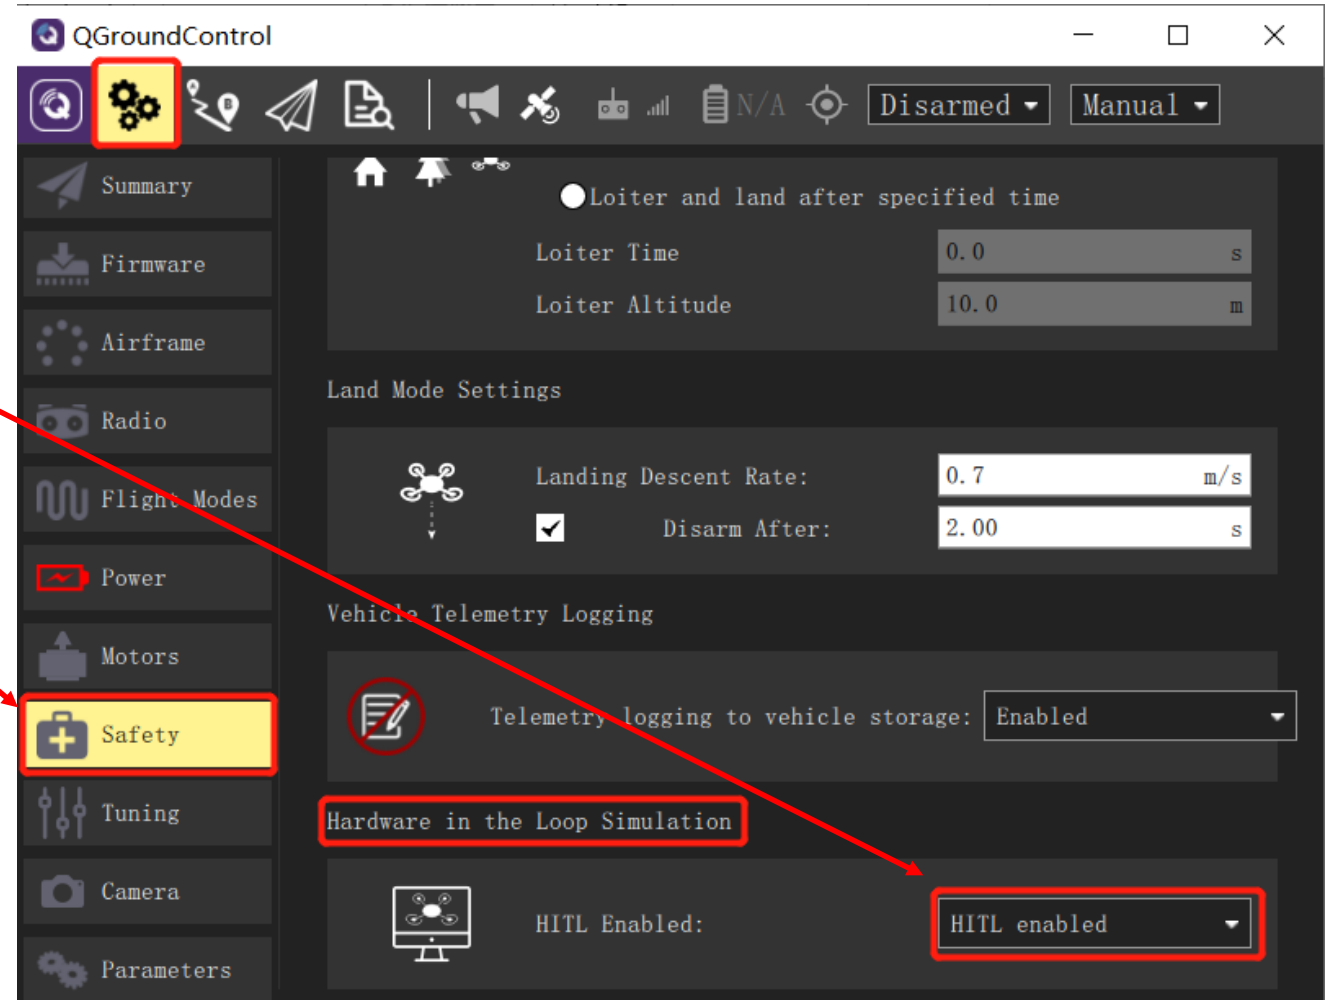 QGroundControl
N/A
Disarmed
Manual
Summary
Firmware
Airframe
Radio
Flight Modes
Power
Motors
Safety
Tuning
Camera
Parameters
Loiter and land after specified time
Loiter Time
0.0 s
Loiter Altitude
10.0 m
Land Mode Settings
Landing Descent Rate:
0.7 m/s
Disarm After:
2.00 s
Vehicle Telemetry Logging
Telemetry logging to vehicle storage:
Enabled
Hardware in the Loop Simulation
HITL Enabled:
HITL enabled